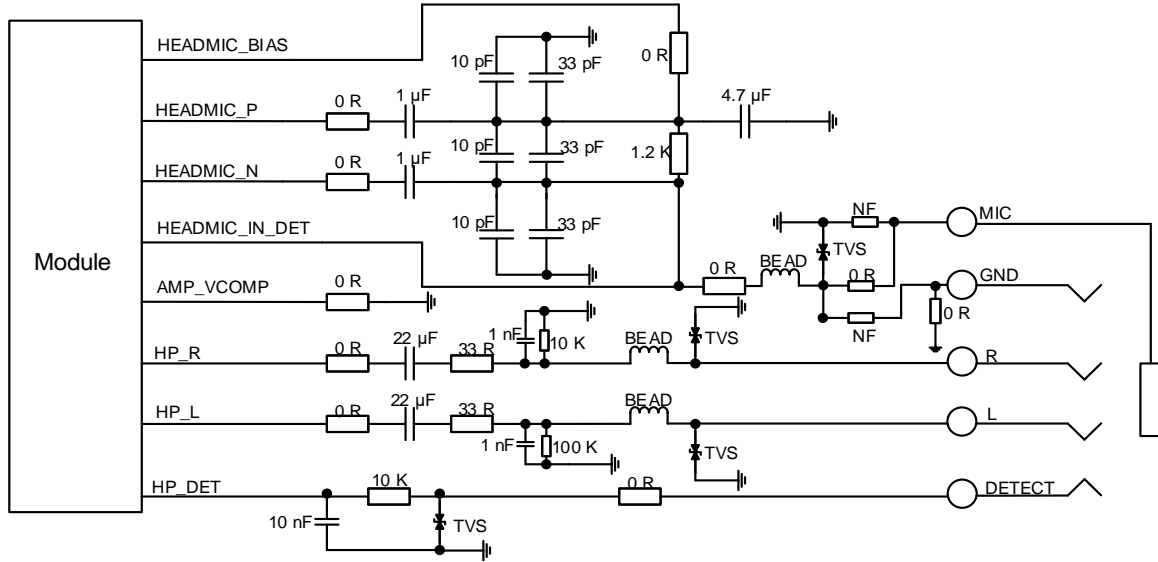 HEADMIC_BIAS
10 pF
33 pF
0 R
1 µF
4.7 µF
HEADMIC_P
0 R
10 pF
33 pF
1.2 K
1 µF
HEADMIC_N
0 R
10 pF
33 pF
HEADMIC_IN_DET
NF
MIC
TVS
BEAD
Module
0 R
0 R
GND
AMP_VCOMP
0 R
0 R
NF
1 nF
10 K
TVS
22 µF
BEAD
HP_R
0 R
33 R
R
22 µF
BEAD
HP_L
0 R
33 R
L
1 nF
100 K
TVS
HP_DET
10 K
0 R
DETECT
10 nF
TVS